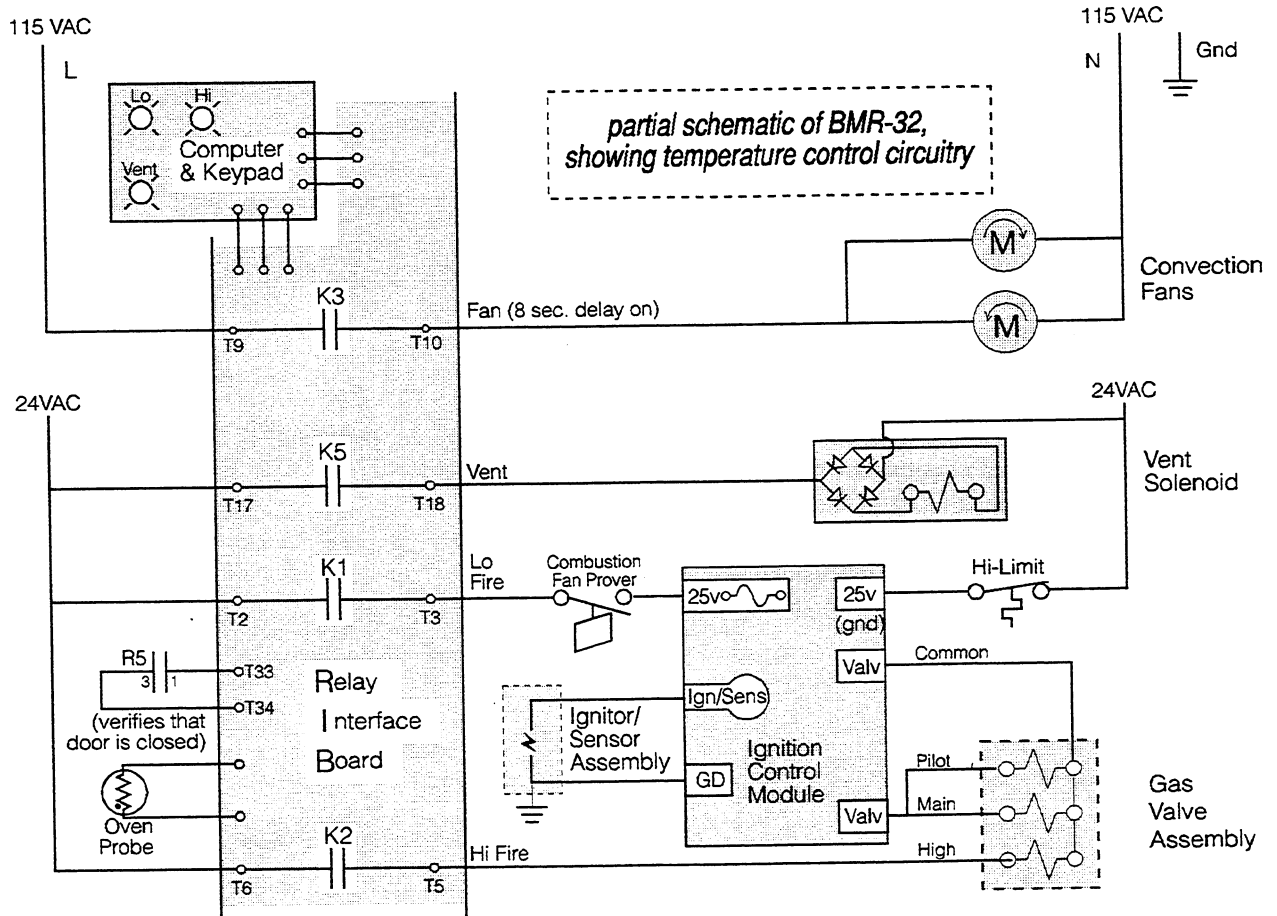 115 VAC
L
115 VAC
N
Gnd
Lo
Hi
Vent
Computer
& Keypad
partial schematic of BMR-32,
showing temperature control circuitry
M
M
Convection
Fans
K3
T9
T10
Fan (8 sec. delay on)
24VAC
24VAC
K5
T17
T18
Vent
Vent
Solenoid
K1
T2
T3
Lo
Fire
Combustion
Fan Prover
25v
25v
(gnd)
Hi-Limit
Valv
Common
R5
3
1
T33
T34
(verifies that
door is closed)
Relay
Interface
Board
Ign/Sens
Ignitor/
Sensor
Assembly
GD
Ignition
Control
Module
Valv
Pilot
Main
High
Gas
Valve
Assembly
Oven
Probe
K2
T6
T5
Hi Fire